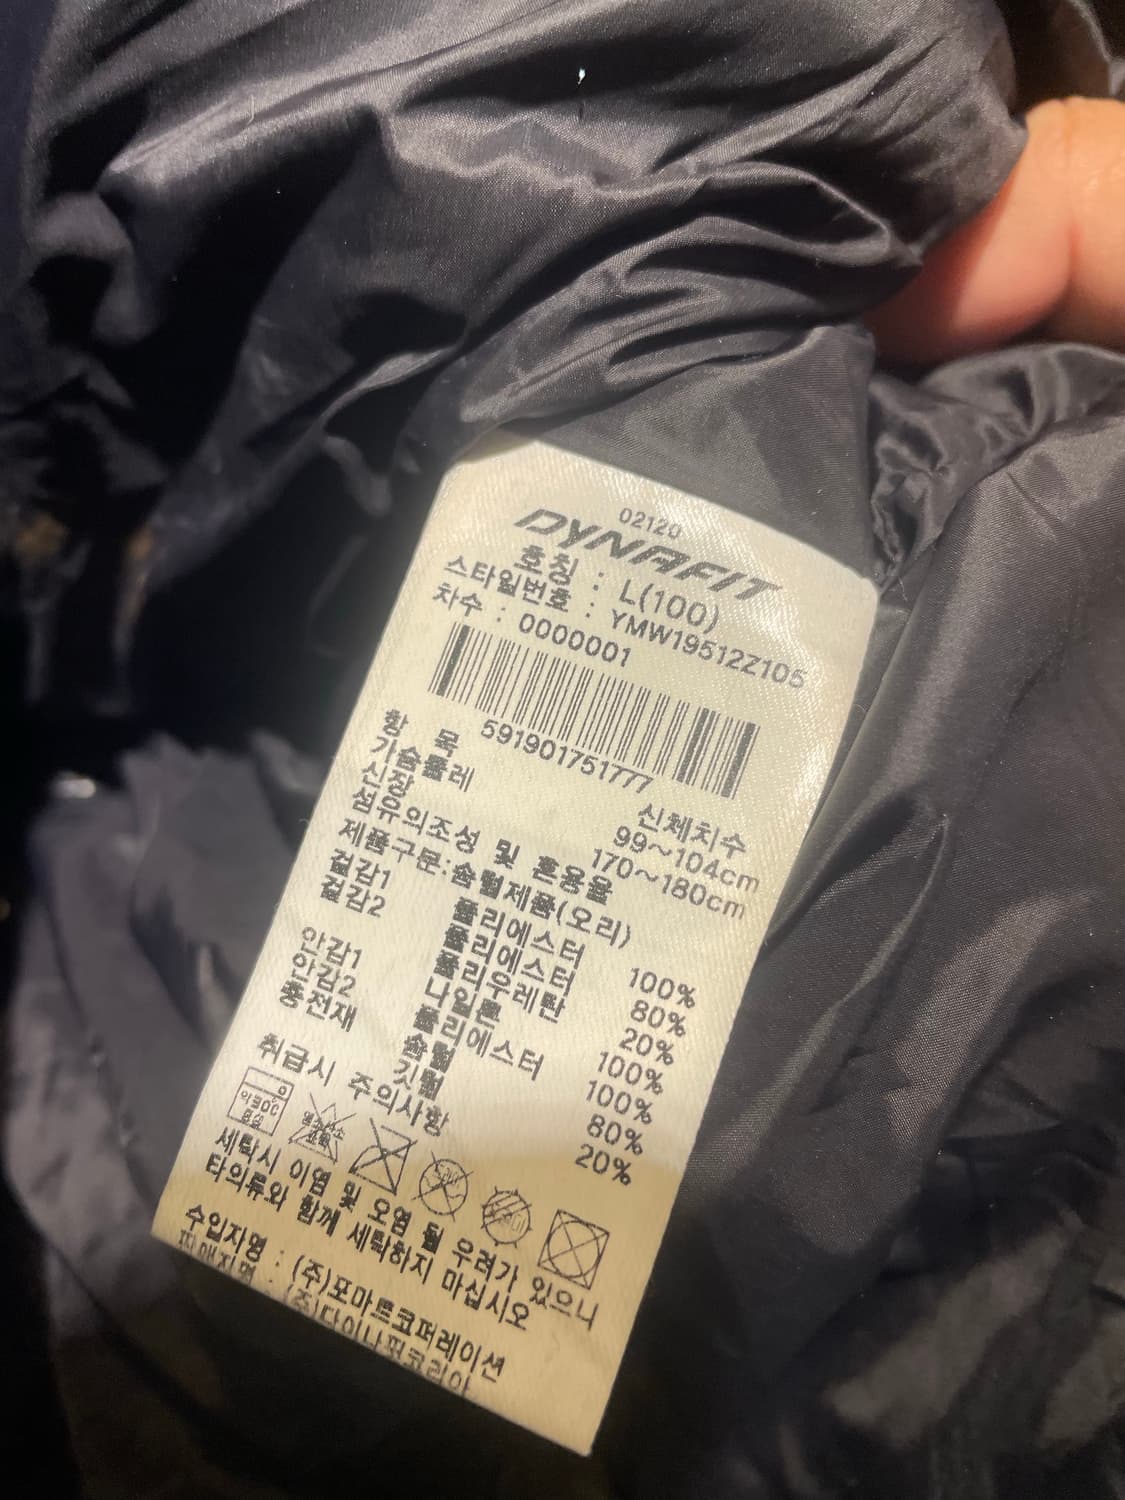 02120
DYNAFIT
호칭 : L(100)
스타일번호 : YMW19512Z105
차수 : 0000001
591901751777
항 목 신체치수
가슴둘레 99~104cm
신장 170~180cm
섬유의조성 및 혼용율
제품구분:솜털제품(오리)
겉감1 폴리에스터 100%
겉감2 폴리에스터 80%
폴리우레탄 20%
안감1 나일론 100%
안감2 폴리에스터 100%
충전재 솜털 80%
깃털 20%
취급시 주의사항
세탁시 이염 및 오염 될 우려가 있으니
타의류와 함께 세탁하지 마십시오
수입자명 : (주)포마트코퍼레이션
판매자명 : (주)다이나핏코리아